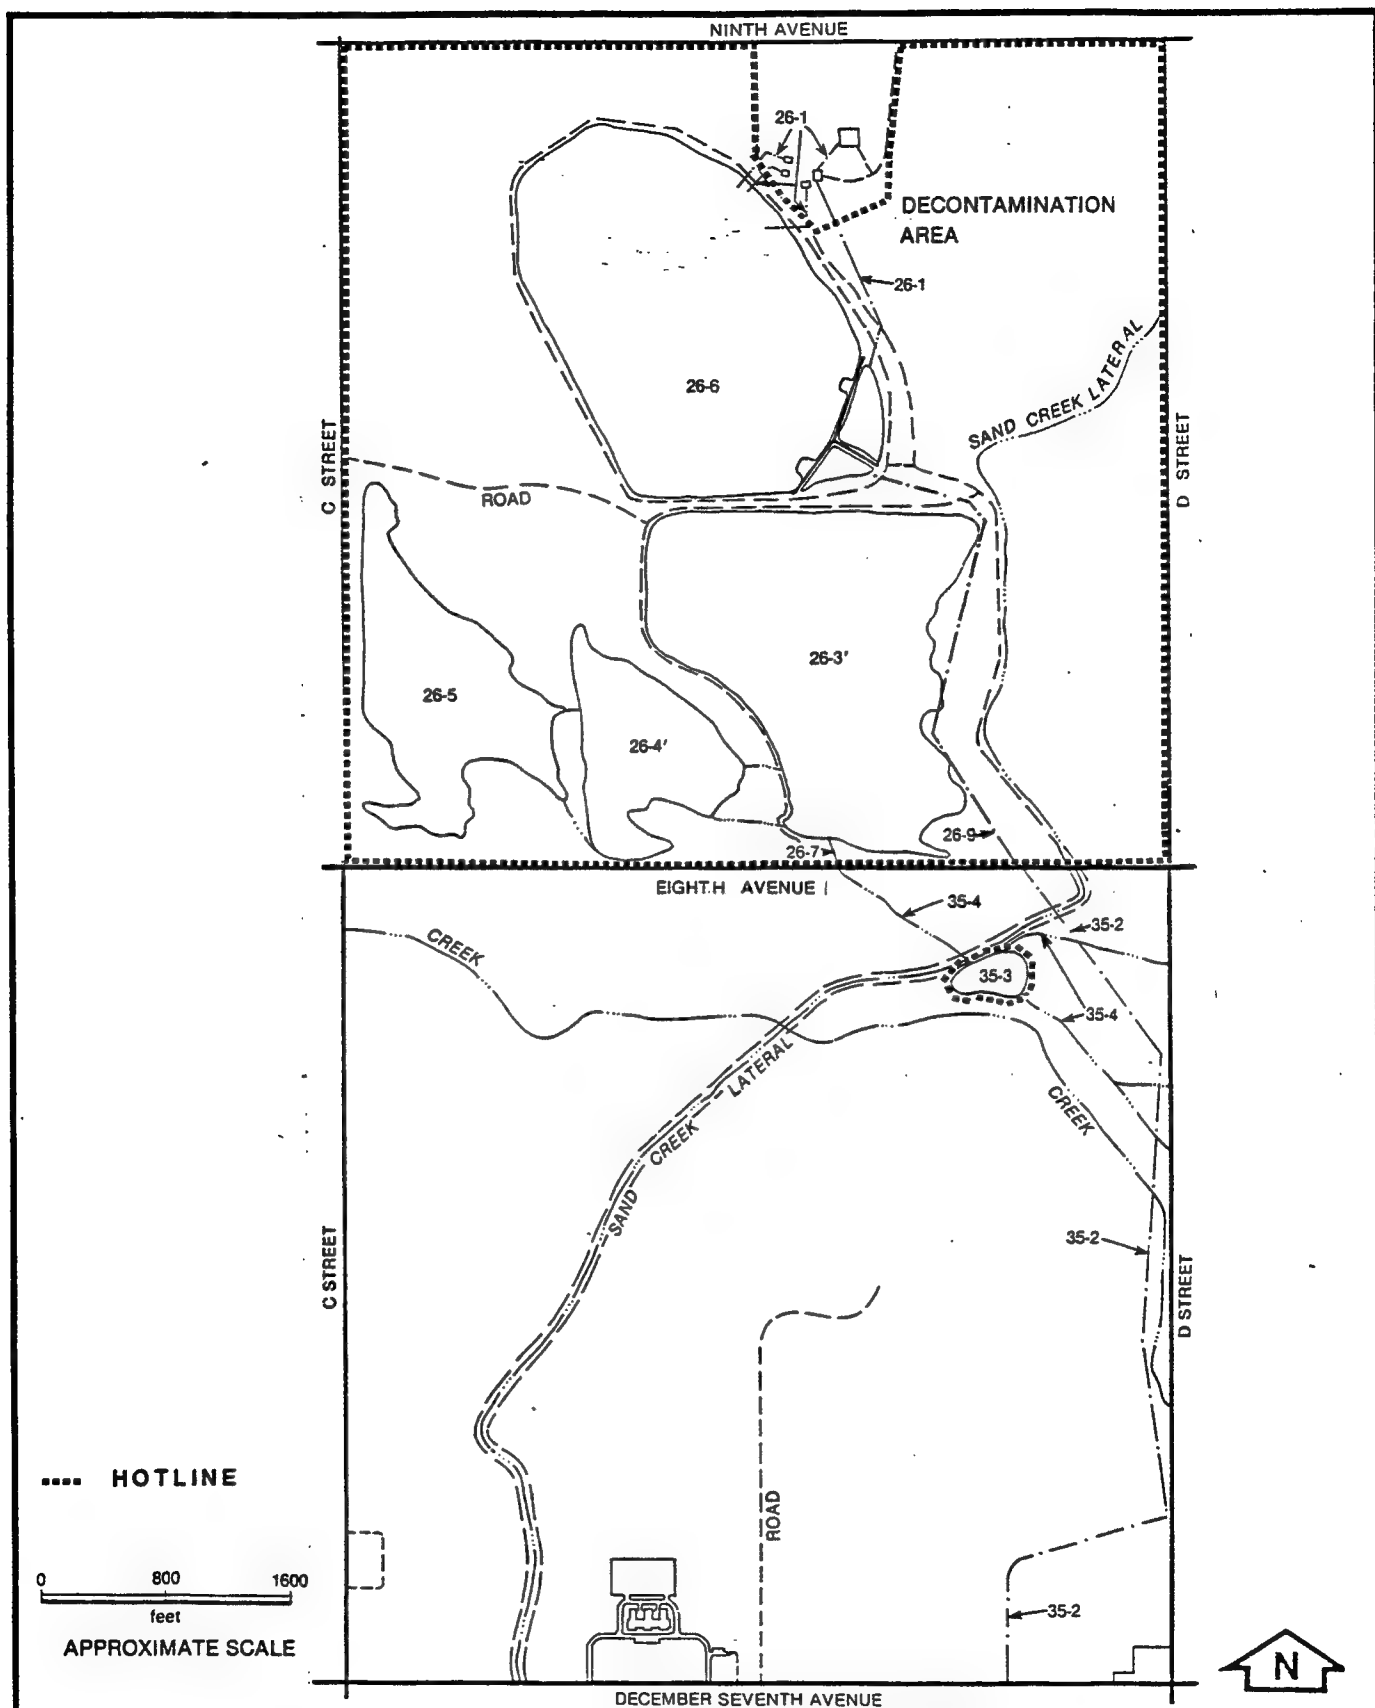 NINTH AVENUE
26-1
DECONTAMINATION
AREA
26-1
SAND CREEK LATERAL
26-6
C STREET
D STREET
ROAD
26-3'
26-5
26-4'
26-9
26-7
EIGHTH AVENUE
35-4
35-2
CREEK
35-3
35-4
SAND CREEK LATERAL
CREEK
35-2
C STREET
D STREET
HOTLINE
ROAD
0 800 1600
feet
APPROXIMATE SCALE
35-2
N
DECEMBER SEVENTH AVENUE